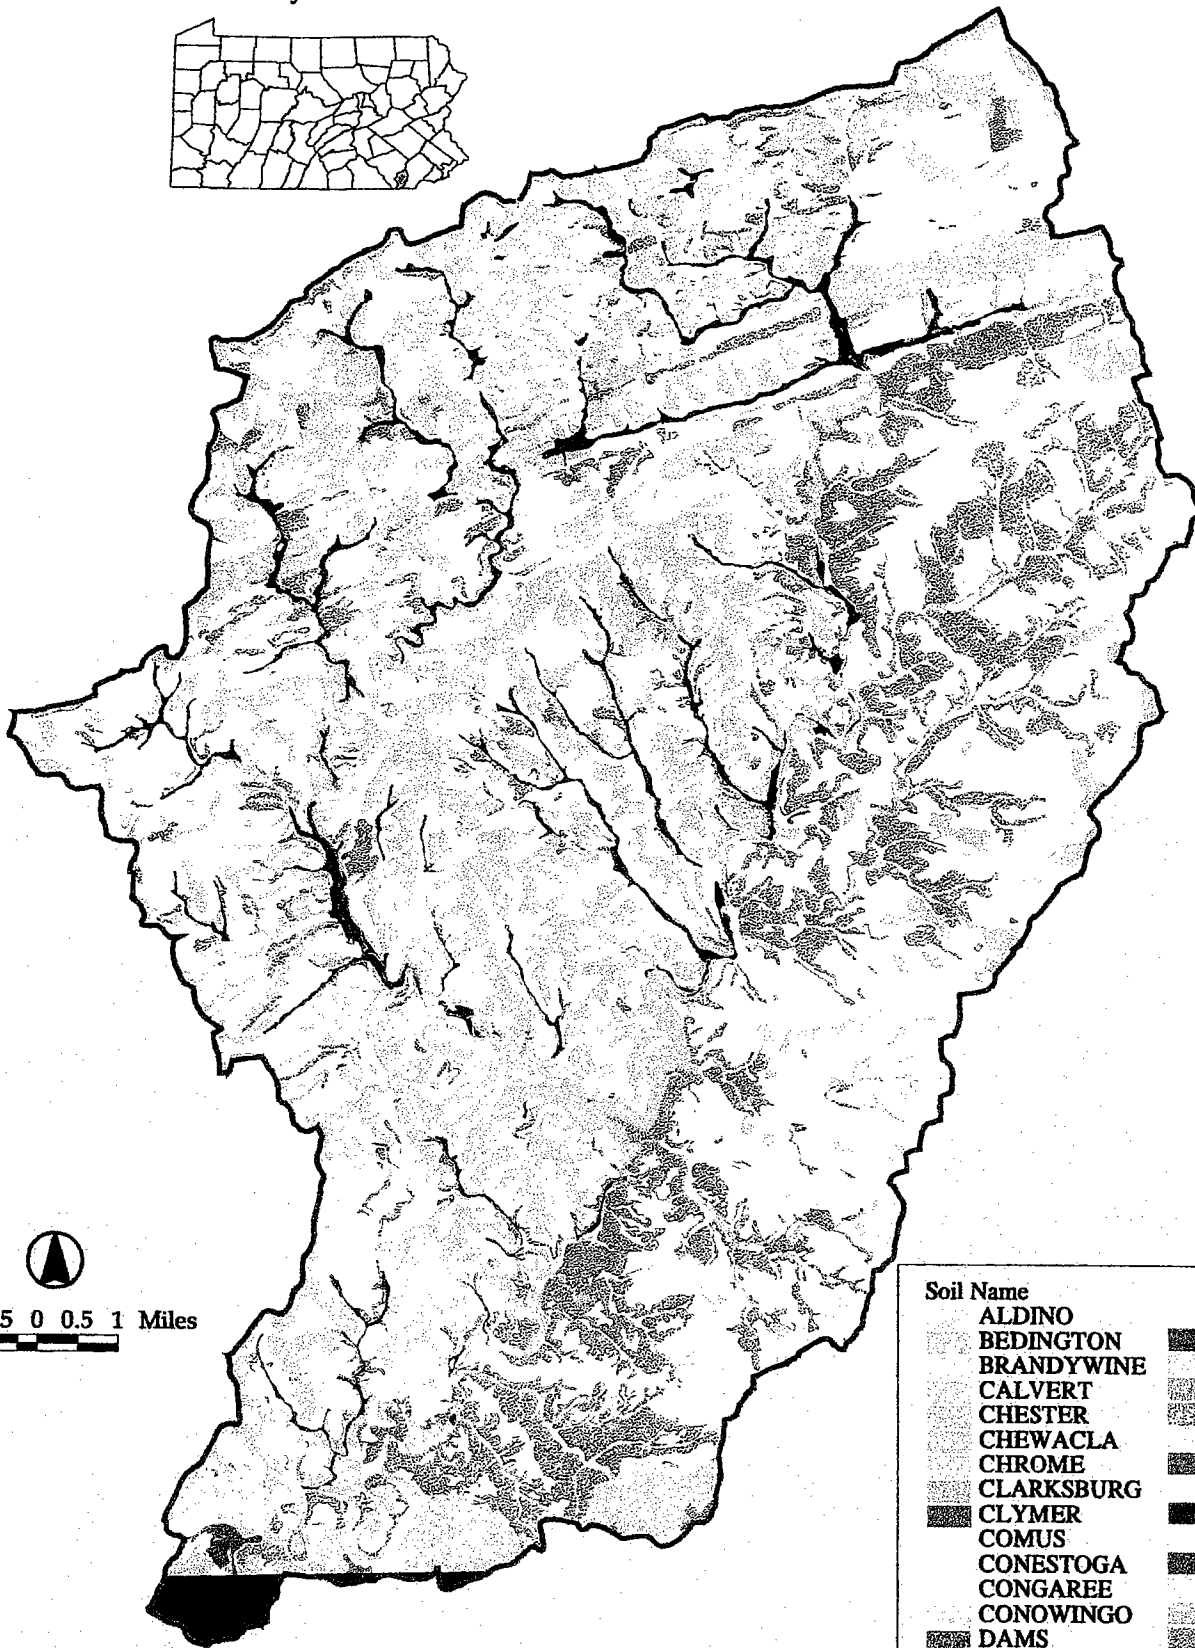 5 0 0.5 1 Miles
Soil Name
ALDINO
BEDINGTON
BRANDYWINE
CALVERT
CHESTER
CHEWACLA
CHROME
CLARKSBURG
CLYMER
COMUS
CONESTOGA
CONGAREE
CONOWINGO
DAMS